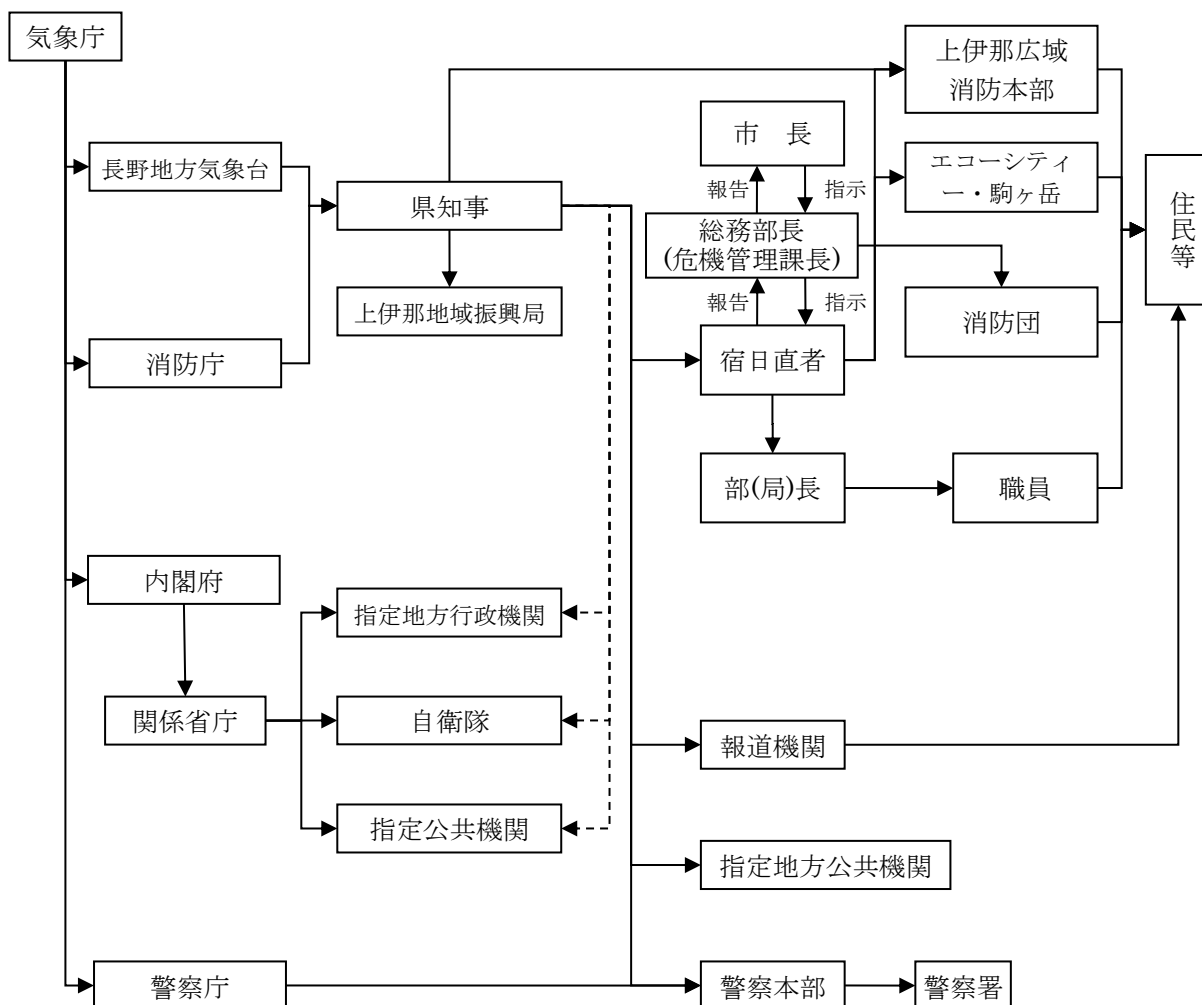 気象庁
上伊那広域
消防本部
市　長
長野地方気象台
エコーシティ
ー・駒ヶ岳
住民等
県知事
報告
指示
総務部長
(危機管理課長)
上伊那地域振興局
報告
指示
消防団
消防庁
宿日直者
部(局)長
職員
内閣府
指定地方行政機関
関係省庁
自衛隊
報道機関
指定公共機関
指定地方公共機関
警察庁
警察本部
警察署